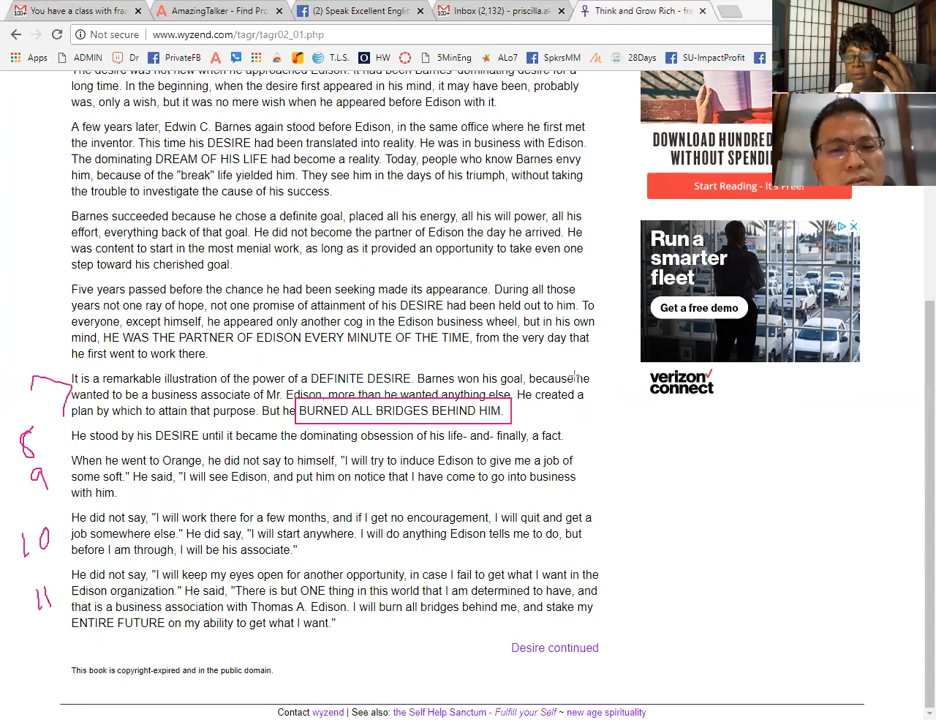 You have a class with frac
AmazingTalker - Find Pro
(2) Speak Excellent Englis
Inbox (2,132) - priscilla.ak
Think and Grow Rich - fre
Not secure | www.wyzend.com/tagr/tagr02_01.php
Apps ADMIN Dr PrivateFB T.L.S. HW 5MinEng ALo7 SpkrsMM 28Days SU-ImpactProfit
The desire was not new when he approached Edison. It had been Barnes' dominating desire for a
long time. In the beginning, when the desire first appeared in his mind, it may have been, probably
was, only a wish, but it was no mere wish when he appeared before Edison with it.
A few years later, Edwin C. Barnes again stood before Edison, in the same office where he first met
the inventor. This time his DESIRE had been translated into reality. He was in business with Edison.
The dominating DREAM OF HIS LIFE had become a reality. Today, people who know Barnes envy
him, because of the "break" life yielded him. They see him in the days of his triumph, without taking
the trouble to investigate the cause of his success.
Barnes succeeded because he chose a definite goal, placed all his energy, all his will power, all his
effort, everything back of that goal. He did not become the partner of Edison the day he arrived. He
was content to start in the most menial work, as long as it provided an opportunity to take even one
step toward his cherished goal.
Five years passed before the chance he had been seeking made its appearance. During all those
years not one ray of hope, not one promise of attainment of his DESIRE had been held out to him. To
everyone, except himself, he appeared only another cog in the Edison business wheel, but in his own
mind, HE WAS THE PARTNER OF EDISON EVERY MINUTE OF THE TIME, from the very day that
he first went to work there.
7 It is a remarkable illustration of the power of a DEFINITE DESIRE. Barnes won his goal, because he
wanted to be a business associate of Mr. Edison, more than he wanted anything else. He created a
plan by which to attain that purpose. But he BURNED ALL BRIDGES BEHIND HIM.
8 He stood by his DESIRE until it became the dominating obsession of his life- and- finally, a fact.
9 When he went to Orange, he did not say to himself, "I will try to induce Edison to give me a job of
some soft." He said, "I will see Edison, and put him on notice that I have come to go into business
with him.
10 He did not say, "I will work there for a few months, and if I get no encouragement, I will quit and get a
job somewhere else." He did say, "I will start anywhere. I will do anything Edison tells me to do, but
before I am through, I will be his associate."
11 He did not say, "I will keep my eyes open for another opportunity, in case I fail to get what I want in the
Edison organization." He said, "There is but ONE thing in this world that I am determined to have, and
that is a business association with Thomas A. Edison. I will burn all bridges behind me, and stake my
ENTIRE FUTURE on my ability to get what I want."
Desire continued
This book is copyright-expired and in the public domain.
Contact wyzend | See also: the Self Help Sanctum - Fulfill your Self ~ new age spirituality
DOWNLOAD HUNDRED
WITHOUT SPENDI
Start Reading - It's Free!
Run a
smarter
fleet
Get a free demo
verizon
connect